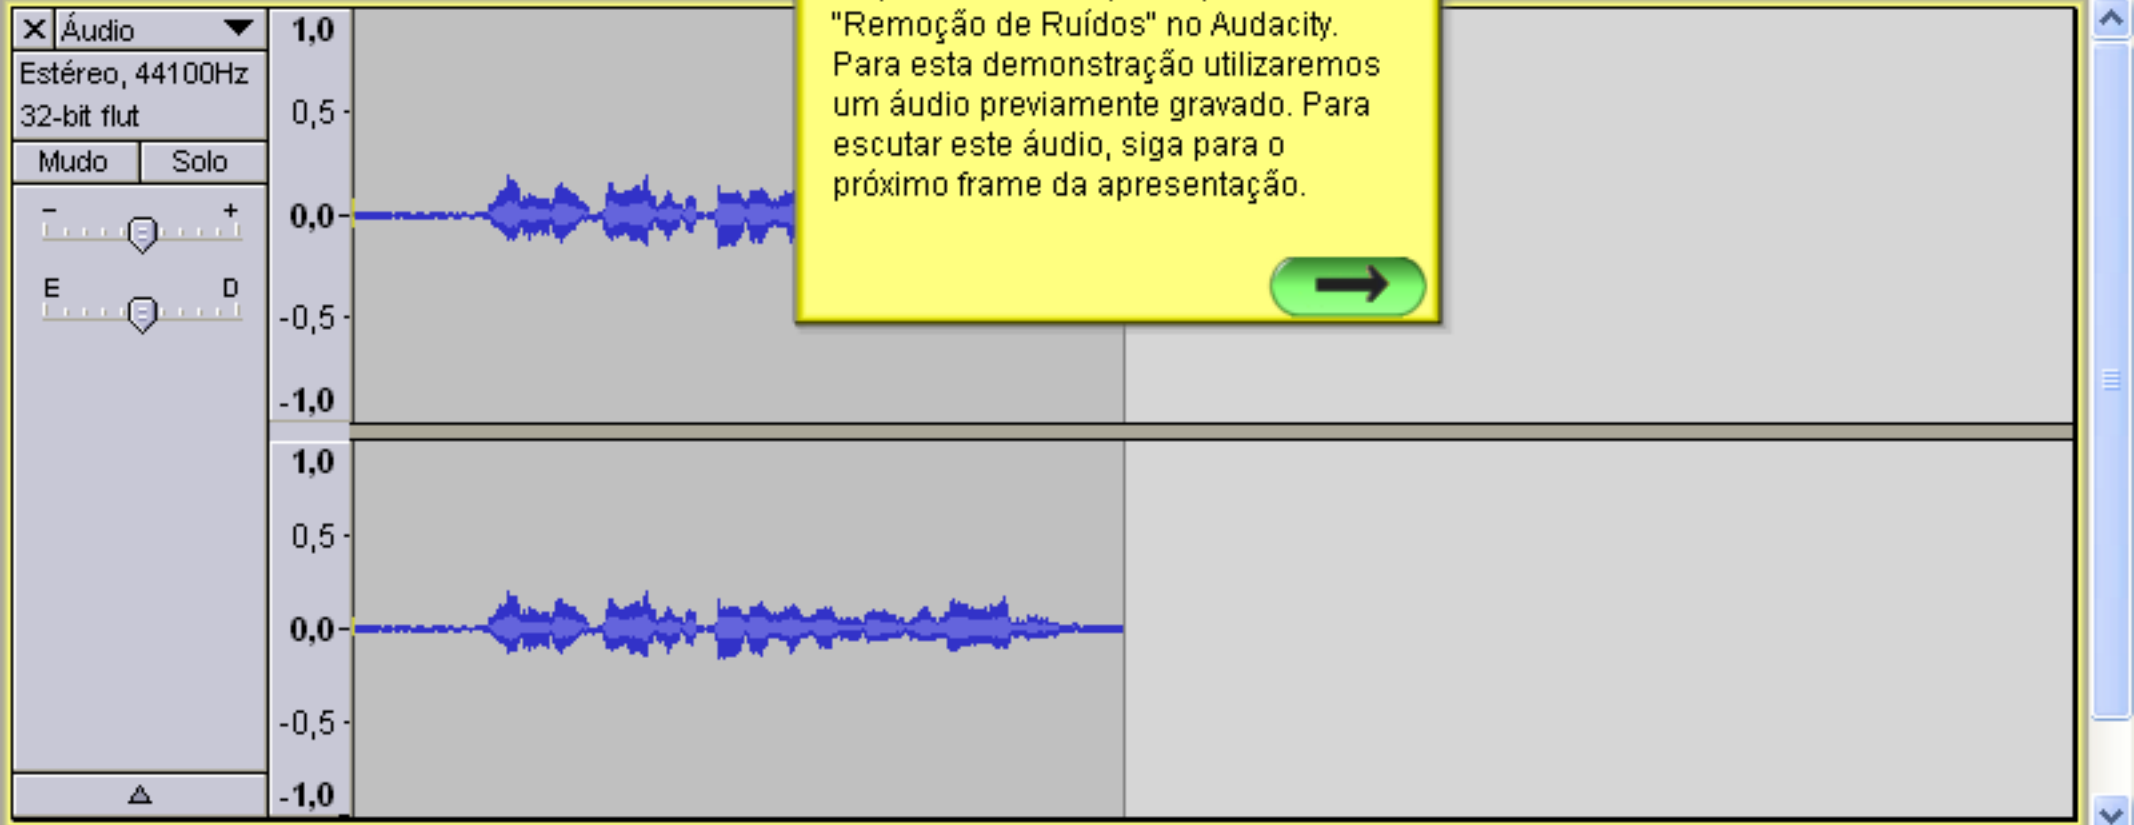 Áudio
Estéreo, 44100Hz
32-bit flut
Mudo
Solo
- +
E D
1,0
0,5
0,0
-0,5
-1,0
1,0
0,5
0,0
-0,5
-1,0
"Remoção de Ruídos" no Audacity.
Para esta demonstração utilizaremos
um áudio previamente gravado. Para
escutar este áudio, siga para o
próximo frame da apresentação.